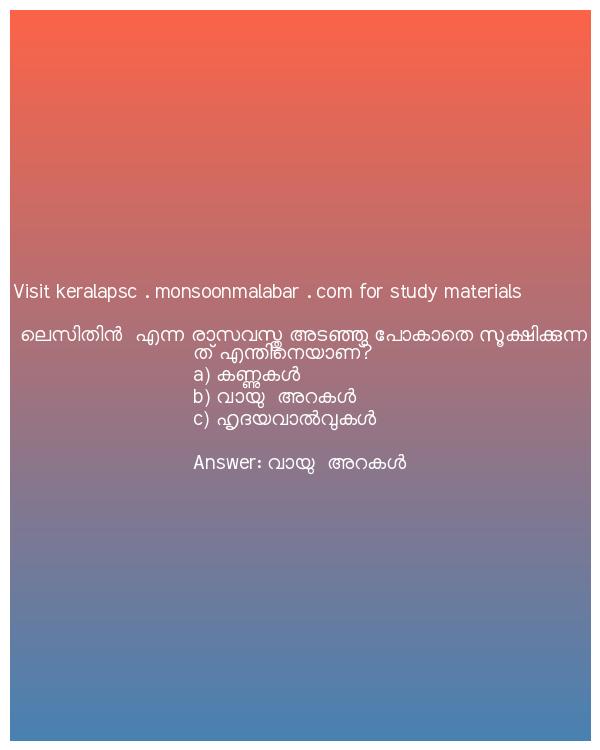 Visit keralapsc . monsoonmalabar . com for study materials
ലെസിതിൻ എന്ന രാസവസ്തു അടഞ്ഞു പോകാതെ സൂക്ഷിക്കുന്ന
ത് എന്തിനെയാണ്?
a) കണ്ണുകൾ
b) വായു അറകൾ
c) ഹൃദയവാൽവുകൾ
Answer: വായു അറകൾ